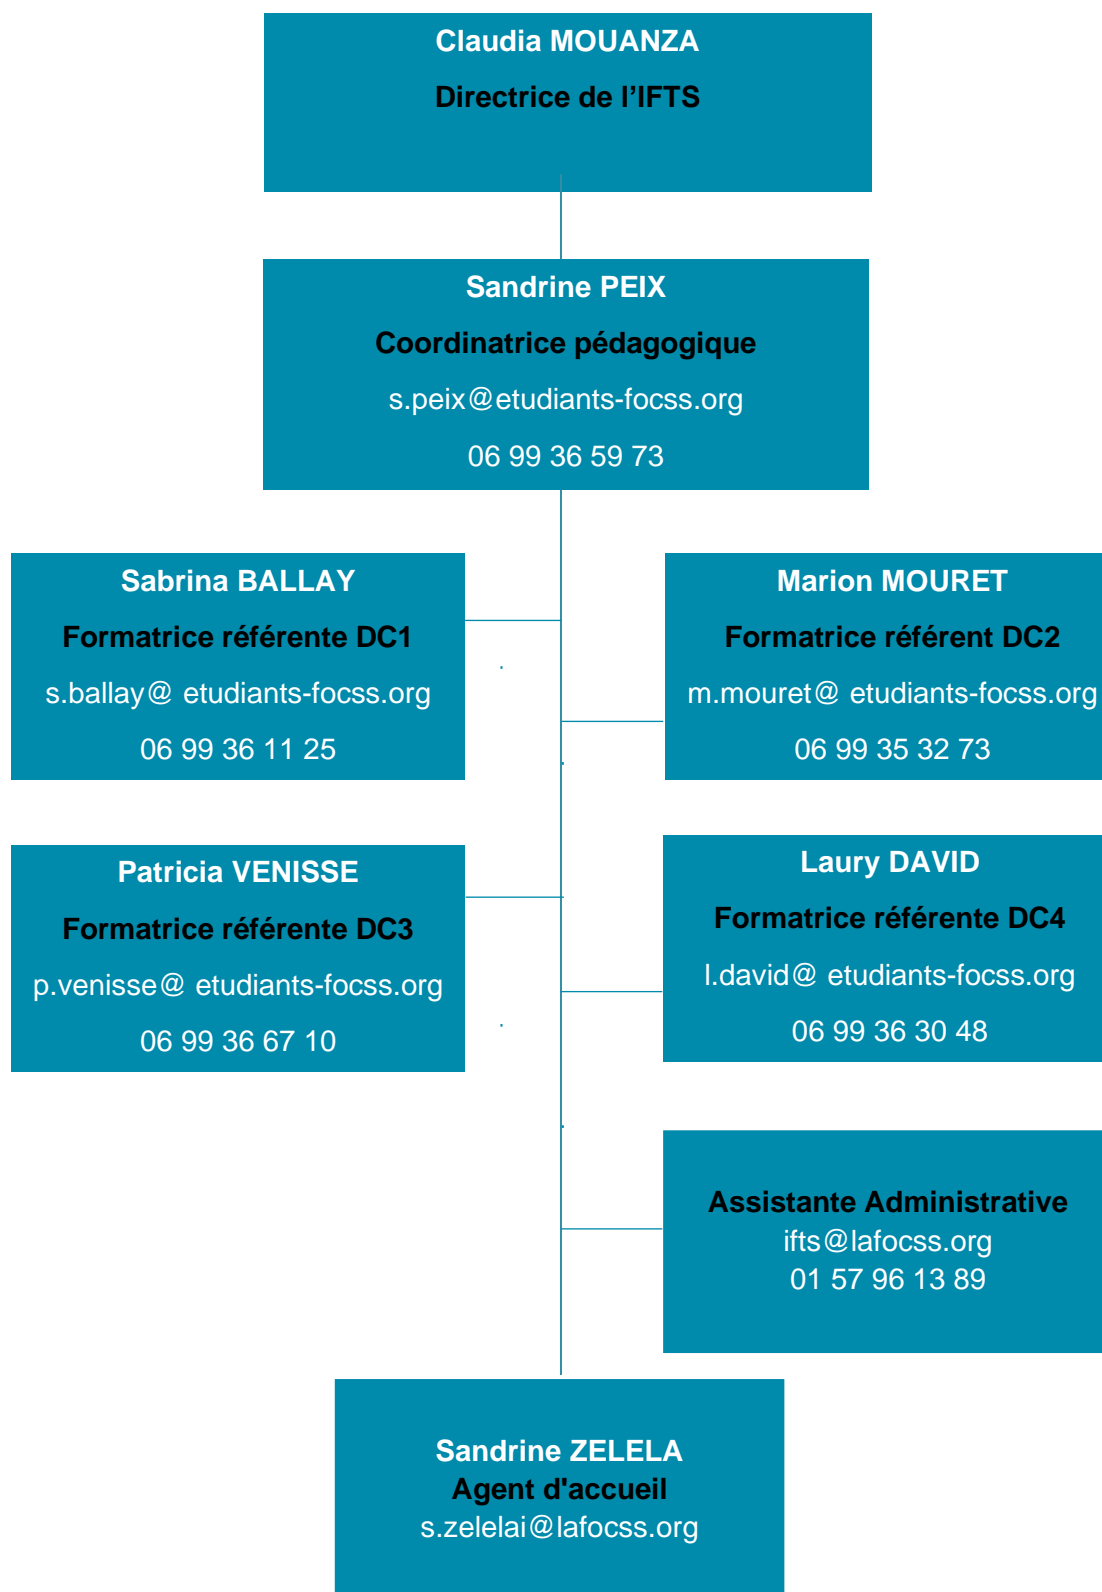 Claudia MOUANZA
Directrice de l’IFTS
Sandrine PEIX
Coordinatrice pédagogique
s.peix@etudiants-focss.org
06 99 36 59 73
Sabrina BALLAY
Formatrice référente DC1
s.ballay@ etudiants-focss.org
06 99 36 11 25
Marion MOURET
Formatrice référent DC2
m.mouret@ etudiants-focss.org
06 99 35 32 73
Patricia VENISSE
Formatrice référente DC3
p.venisse@ etudiants-focss.org
06 99 36 67 10
Laury DAVID
Formatrice référente DC4
l.david@ etudiants-focss.org
06 99 36 30 48
Assistante Administrative
ifts@lafocss.org
01 57 96 13 89
Sandrine ZELELA
Agent d'accueil
s.zelelai@lafocss.org